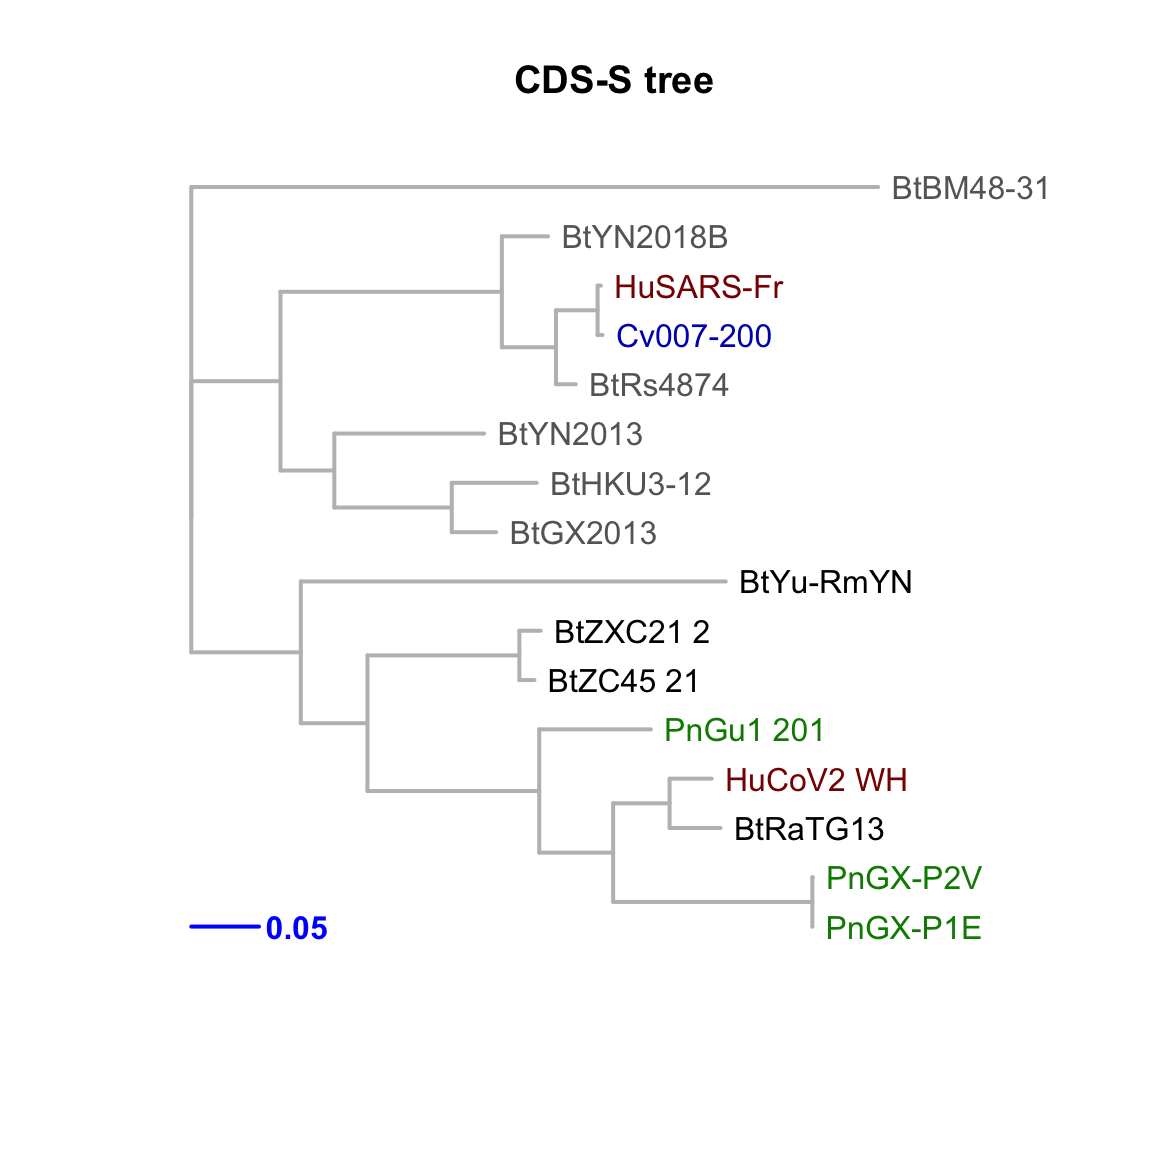 CDS-S tree
BtBM48-31
BtYN2018B
HuSARS-Fr
Cv007-200
BtRs4874
BtYN2013
BtHKU3-12
BtGX2013
BtYu-RmYN
BtZXC21 2
BtZC45 21
PnGu1 201
HuCoV2 WH
BtRaTG13
PnGX-P2V
PnGX-P1E
0.05